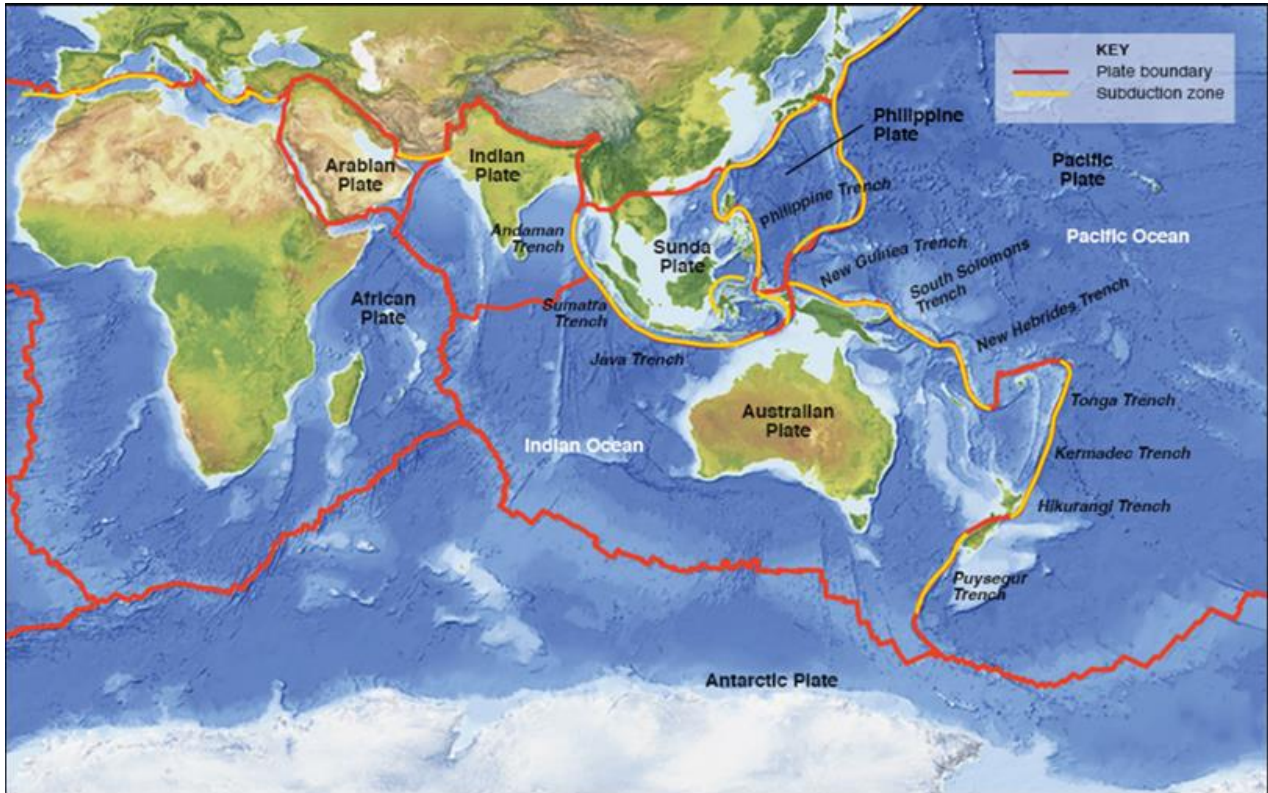 KEY
Plate boundary
Subduction zone
Philippine
Plate
Pacific
Plate
Arabian
Plate
Indian
Plate
Philippine Trench
Pacific Ocean
Andaman
Trench
Sunda
Plate
New Guinea Trench
South Solomons
Trench
African
Plate
Sumatra
Trench
New Hebrides Trench
Java Trench
Tonga Trench
Australian
Plate
Indian Ocean
Kermadec Trench
Hikurangi Trench
Puysegur
Trench
Antarctic Plate